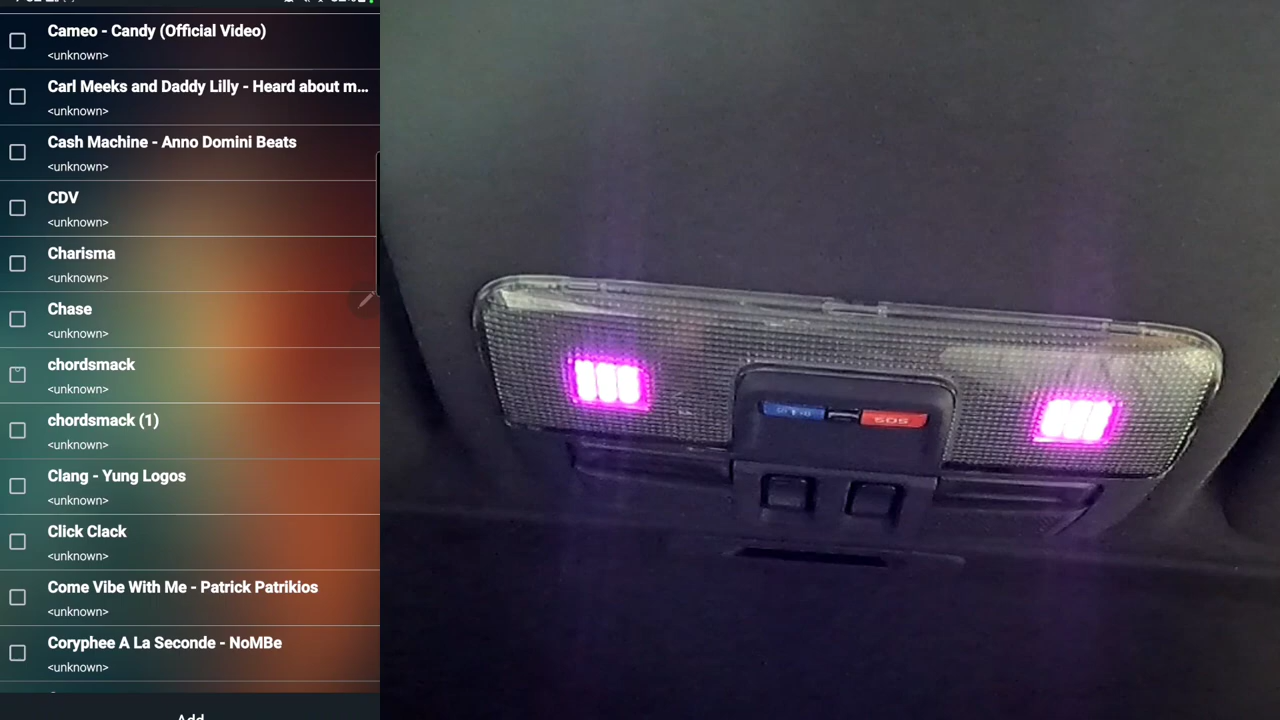 Cameo - Candy (Official Video)
<unknown>
Carl Meeks and Daddy Lilly - Heard about m...
<unknown>
Cash Machine - Anno Domini Beats
<unknown>
CDV
<unknown>
Charisma
<unknown>
Chase
<unknown>
chordsmack
<unknown>
chordsmack (1)
<unknown>
Clang - Yung Logos
<unknown>
Click Clack
<unknown>
Come Vibe With Me - Patrick Patrikios
<unknown>
Coryphee A La Seconde - NoMBe
<unknown>
Add
SOS